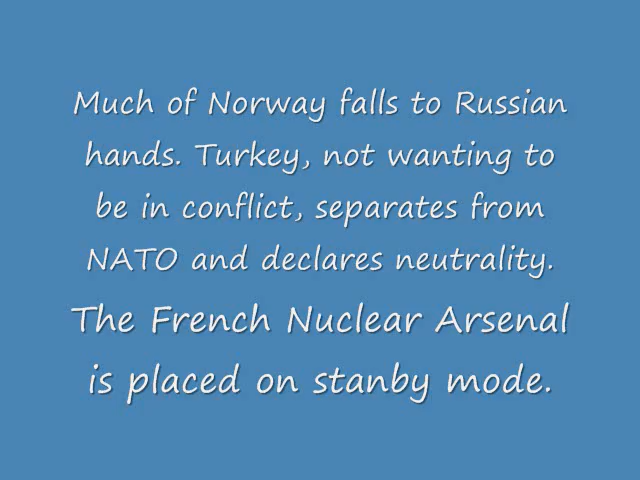 Much of Norway falls to Russian
hands. Turkey, not wanting to
be in conflict, separates from
NATO and declares neutrality.
The French Nuclear Arsenal
is placed on stanby mode.